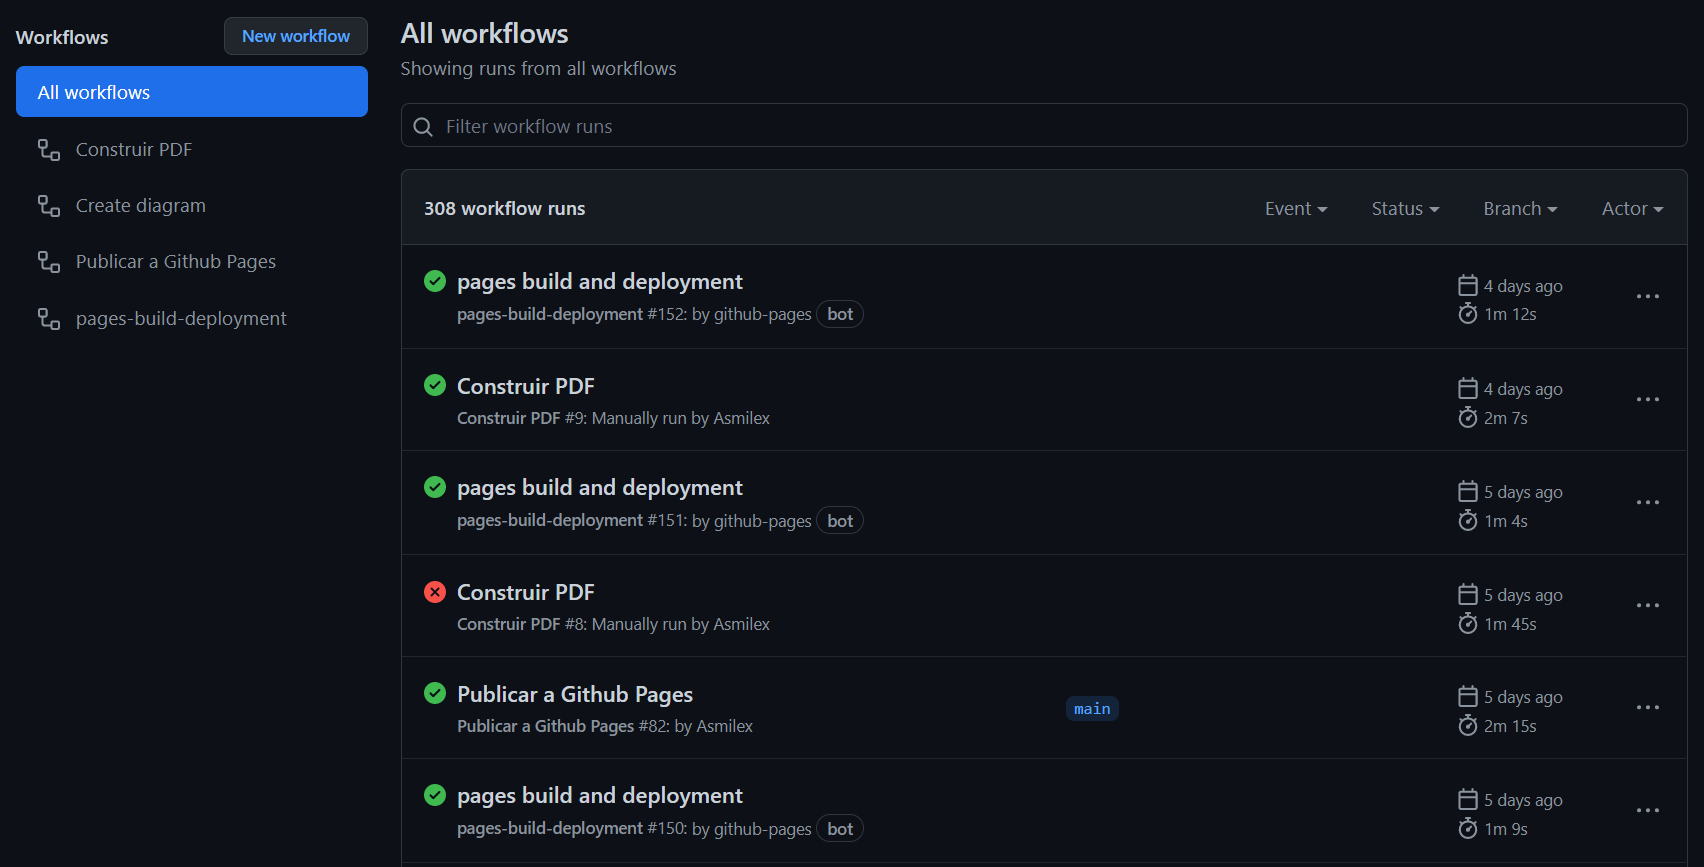 Workflows
New workflow
All workflows
Construir PDF
Create diagram
Publicar a Github Pages
pages-build-deployment
All workflows
Showing runs from all workflows
Filter workflow runs
308 workflow runs
Event
Status
Branch
Actor
pages build and deployment
pages-build-deployment #152: by github-pages bot
4 days ago
1m 12s
Construir PDF
Construir PDF #9: Manually run by Asmilex
4 days ago
2m 7s
pages build and deployment
pages-build-deployment #151: by github-pages bot
5 days ago
1m 4s
Construir PDF
Construir PDF #8: Manually run by Asmilex
5 days ago
1m 45s
Publicar a Github Pages
Publicar a Github Pages #82: by Asmilex
main
5 days ago
2m 15s
pages build and deployment
pages-build-deployment #150: by github-pages bot
5 days ago
1m 9s